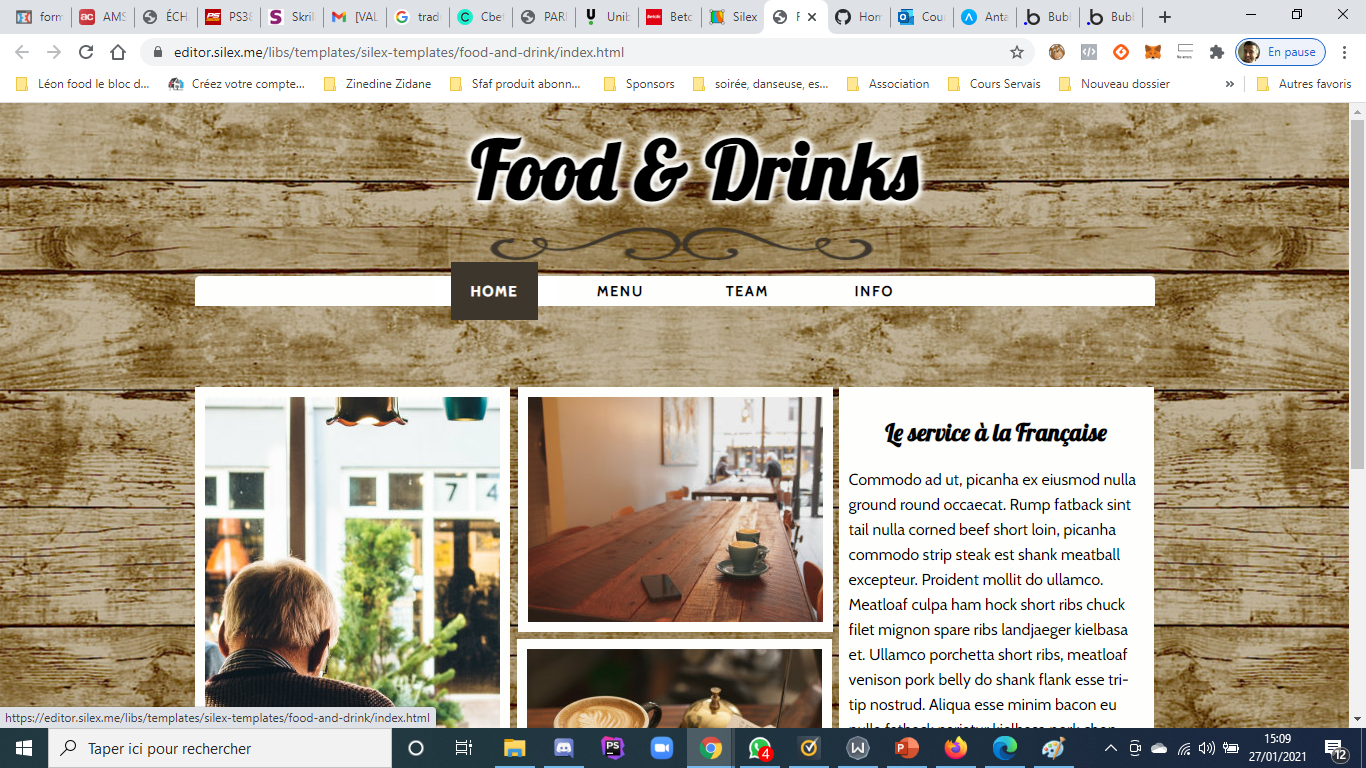 form
AMS
ÉCH
PS3
Skril
[VAL
trad
Cbet
PARI
Unib
Betc
Silex
F
Hom
Cour
Anta
Bubl
Bubl
editor.silex.me/libs/templates/silex-templates/food-and-drink/index.html
En pause
Léon food le bloc d...
Créez votre compte...
Zinedine Zidane
Sfaf produit abonn...
Sponsors
soirée, danseuse, es...
Association
Cours Servais
Nouveau dossier
»
Autres favoris
Food & Drinks
HOME MENU TEAM INFO
7 4
Le service à la Française
Commodo ad ut, picanha ex eiusmod nulla
ground round occaecat. Rump fatback sint
tail nulla corned beef short loin, picanha
commodo strip steak est shank meatball
excepteur. Proident mollit do ullamco.
Meatloaf culpa ham hock short ribs chuck
filet mignon spare ribs landjaeger kielbasa
et. Ullamco porchetta short ribs, meatloaf
venison pork belly do shank flank esse tri-
tip nostrud. Aliqua esse minim bacon eu
https://editor.silex.me/libs/templates/silex-templates/food-and-drink/index.html
Taper ici pour rechercher
4
15:09
27/01/2021
12